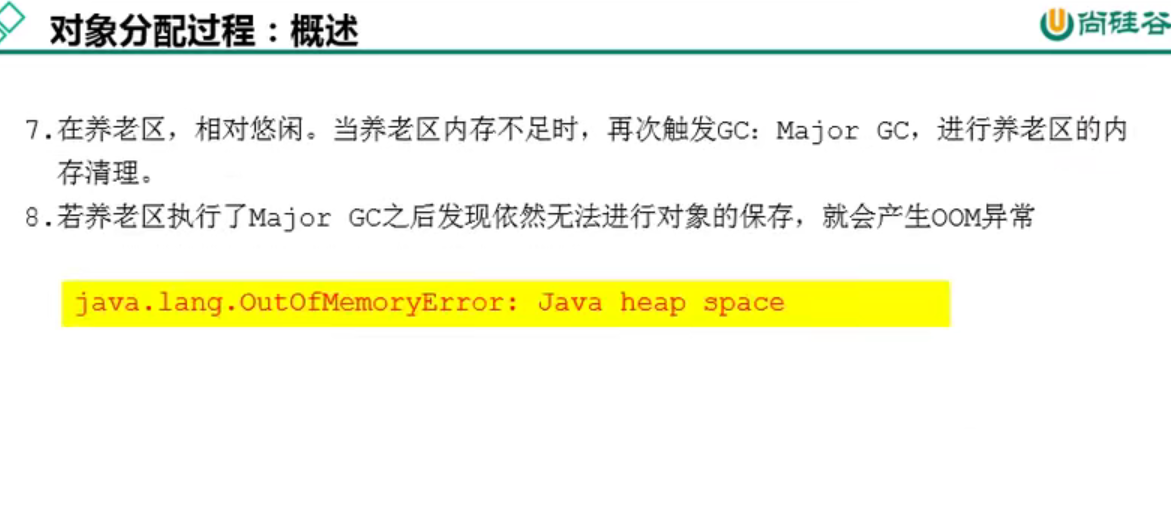 对象分配过程：概述
尚硅谷
7.在养老区，相对悠闲。当养老区内存不足时，再次触发GC：Major GC，进行养老区的内
存清理。
8.若养老区执行了Major GC之后发现依然无法进行对象的保存，就会产生OOM异常
java.lang.OutOfMemoryError: Java heap space